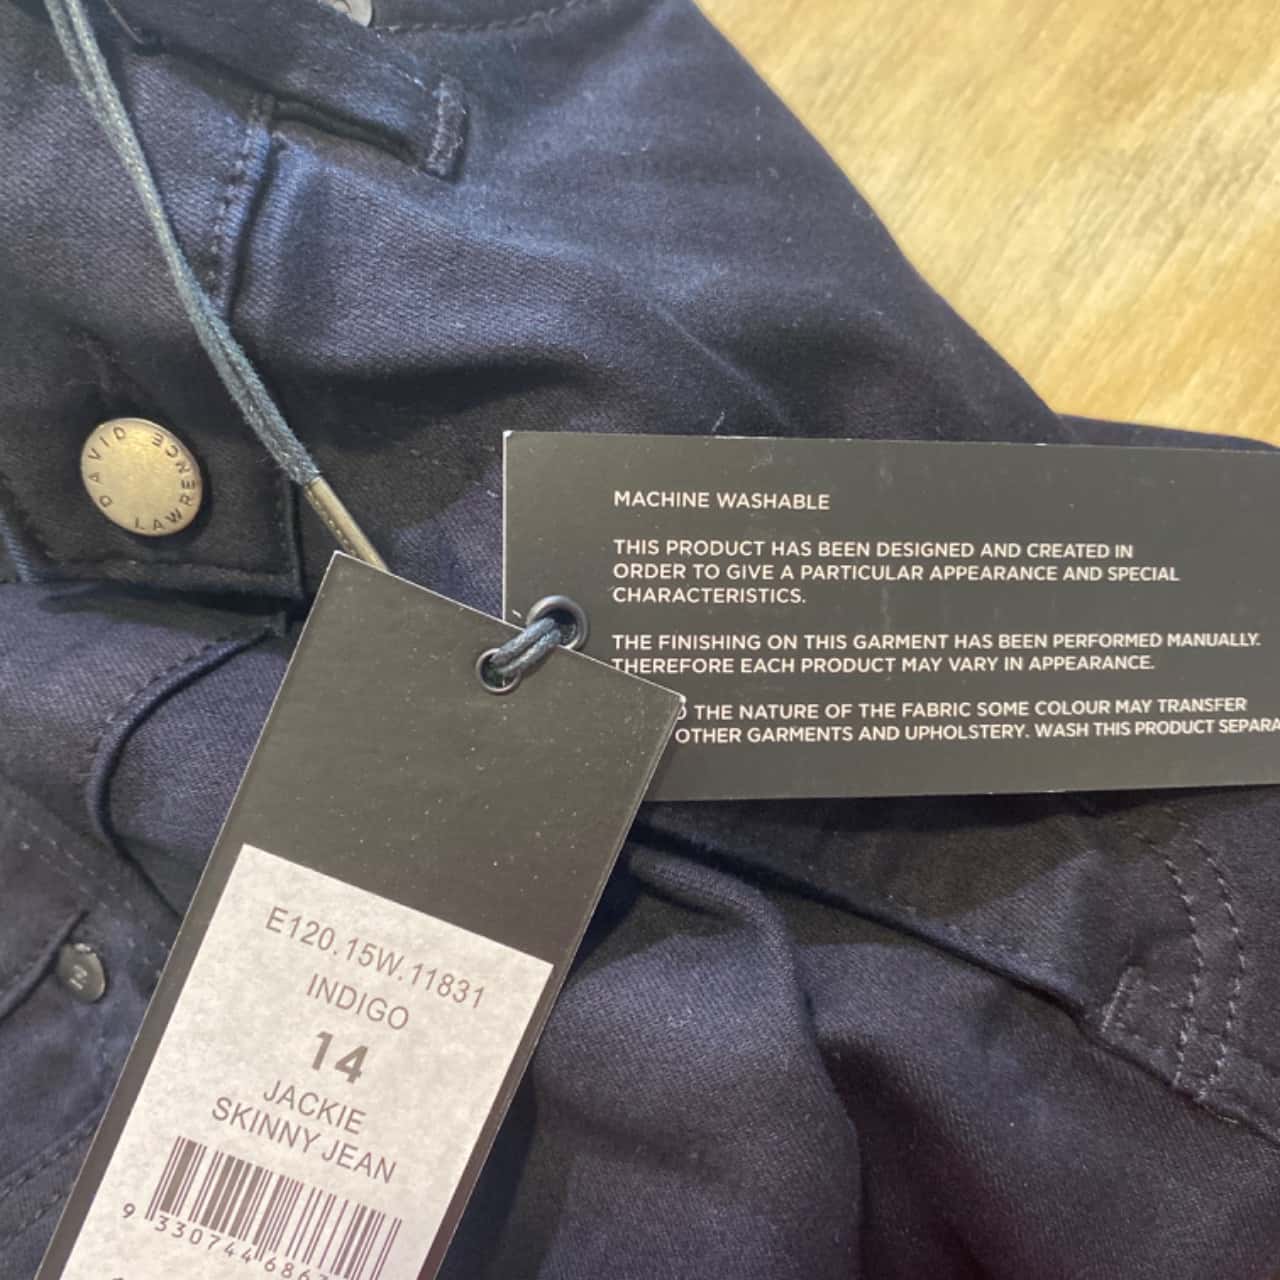 DAVID LAWRENCE
MACHINE WASHABLE
THIS PRODUCT HAS BEEN DESIGNED AND CREATED IN
ORDER TO GIVE A PARTICULAR APPEARANCE AND SPECIAL
CHARACTERISTICS.
THE FINISHING ON THIS GARMENT HAS BEEN PERFORMED MANUALLY.
THEREFORE EACH PRODUCT MAY VARY IN APPEARANCE.
THE NATURE OF THE FABRIC SOME COLOUR MAY TRANSFER
OTHER GARMENTS AND UPHOLSTERY. WASH THIS PRODUCT
E120.15W.11831
INDIGO
14
JACKIE
SKINNY JEAN